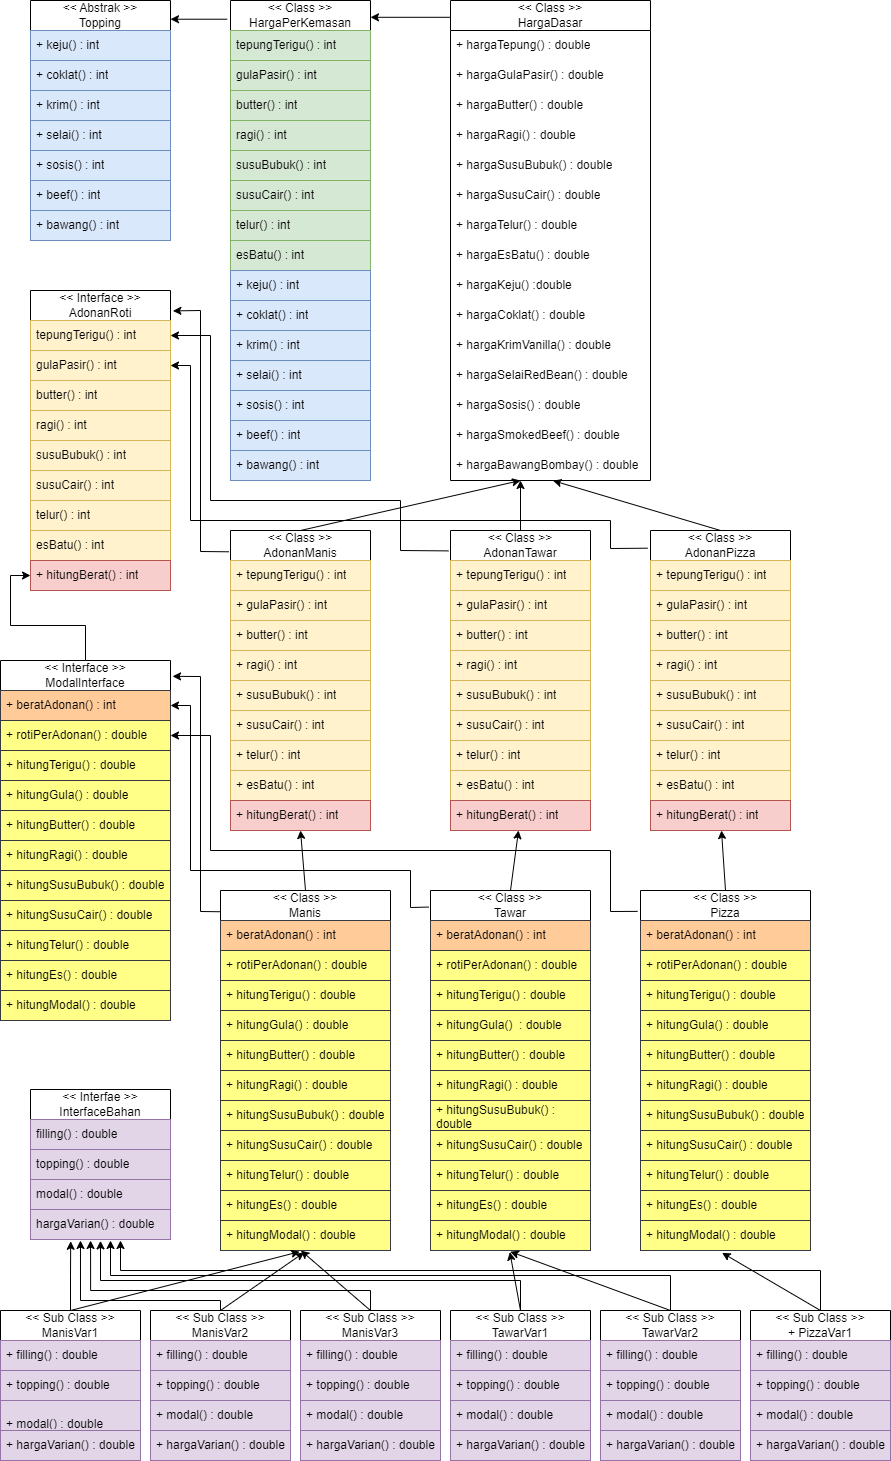 << Abstrak >>
Topping
+ keju() : int
+ coklat() : int
+ krim() : int
+ selai() : int
+ sosis() : int
+ beef() : int
+ bawang() : int
<< Class >>
HargaPerKemasan
tepungTerigu() : int
gulaPasir() : int
butter() : int
ragi() : int
susuBubuk() : int
susuCair() : int
telur() : int
esBatu() : int
+ keju() : int
+ coklat() : int
+ krim() : int
+ selai() : int
+ sosis() : int
+ beef() : int
+ bawang() : int
<< Class >>
HargaDasar
+ hargaTepung() : double
+ hargaGulaPasir() : double
+ hargaButter() : double
+ hargaRagi() : double
+ hargaSusuBubuk() : double
+ hargaSusuCair() : double
+ hargaTelur() : double
+ hargaEsBatu() : double
+ hargaKeju() :double
+ hargaCoklat() : double
+ hargaKrimVanilla() : double
+ hargaSelaiRedBean() : double
+ hargaSosis() : double
+ hargaSmokedBeef() : double
+ hargaBawangBombay() : double
<< Interface >>
AdonanRoti
tepungTerigu() : int
gulaPasir() : int
butter() : int
ragi() : int
susuBubuk() : int
susuCair() : int
telur() : int
esBatu() : int
+ hitungBerat() : int
<< Class >>
AdonanManis
+ tepungTerigu() : int
+ gulaPasir() : int
+ butter() : int
+ ragi() : int
+ susuBubuk() : int
+ susuCair() : int
+ telur() : int
+ esBatu() : int
+ hitungBerat() : int
<< Class >>
AdonanTawar
+ tepungTerigu() : int
+ gulaPasir() : int
+ butter() : int
+ ragi() : int
+ susuBubuk() : int
+ susuCair() : int
+ telur() : int
+ esBatu() : int
+ hitungBerat() : int
<< Class >>
AdonanPizza
+ tepungTerigu() : int
+ gulaPasir() : int
+ butter() : int
+ ragi() : int
+ susuBubuk() : int
+ susuCair() : int
+ telur() : int
+ esBatu() : int
+ hitungBerat() : int
<< Interface >>
ModalInterface
+ beratAdonan() : int
+ rotiPerAdonan() : double
+ hitungTerigu() : double
+ hitungGula() : double
+ hitungButter() : double
+ hitungRagi() : double
+ hitungSusuBubuk() : double
+ hitungSusuCair() : double
+ hitungTelur() : double
+ hitungEs() : double
+ hitungModal() : double
<< Class >>
Manis
+ beratAdonan() : int
+ rotiPerAdonan() : double
+ hitungTerigu() : double
+ hitungGula() : double
+ hitungButter() : double
+ hitungRagi() : double
+ hitungSusuBubuk() : double
+ hitungSusuCair() : double
+ hitungTelur() : double
+ hitungEs() : double
+ hitungModal() : double
<< Class >>
Tawar
+ beratAdonan() : int
+ rotiPerAdonan() : double
+ hitungTerigu() : double
+ hitungGula()  : double
+ hitungButter() : double
+ hitungRagi() : double
+ hitungSusuBubuk() :
double
+ hitungSusuCair() : double
+ hitungTelur() : double
+ hitungEs() : double
+ hitungModal() : double
<< Class >>
Pizza
+ beratAdonan() : int
+ rotiPerAdonan() : double
+ hitungTerigu() : double
+ hitungGula() : double
+ hitungButter() : double
+ hitungRagi() : double
+ hitungSusuBubuk() : double
+ hitungSusuCair() : double
+ hitungTelur() : double
+ hitungEs() : double
+ hitungModal() : double
<< Interfae >>
InterfaceBahan
filling() : double
topping() : double
modal() : double
hargaVarian() : double
<< Sub Class >>
ManisVar1
+ filling() : double
+ topping() : double
+ modal() : double
+ hargaVarian() : double
<< Sub Class >>
ManisVar2
+ filling() : double
+ topping() : double
+ modal() : double
+ hargaVarian() : double
<< Sub Class >>
ManisVar3
+ filling() : double
+ topping() : double
+ modal() : double
+ hargaVarian() : double
<< Sub Class >>
TawarVar1
+ filling() : double
+ topping() : double
+ modal() : double
+ hargaVarian() : double
<< Sub Class >>
TawarVar2
+ filling() : double
+ topping() : double
+ modal() : double
+ hargaVarian() : double
<< Sub Class >>
+ PizzaVar1
+ filling() : double
+ topping() : double
+ modal() : double
+ hargaVarian() : double